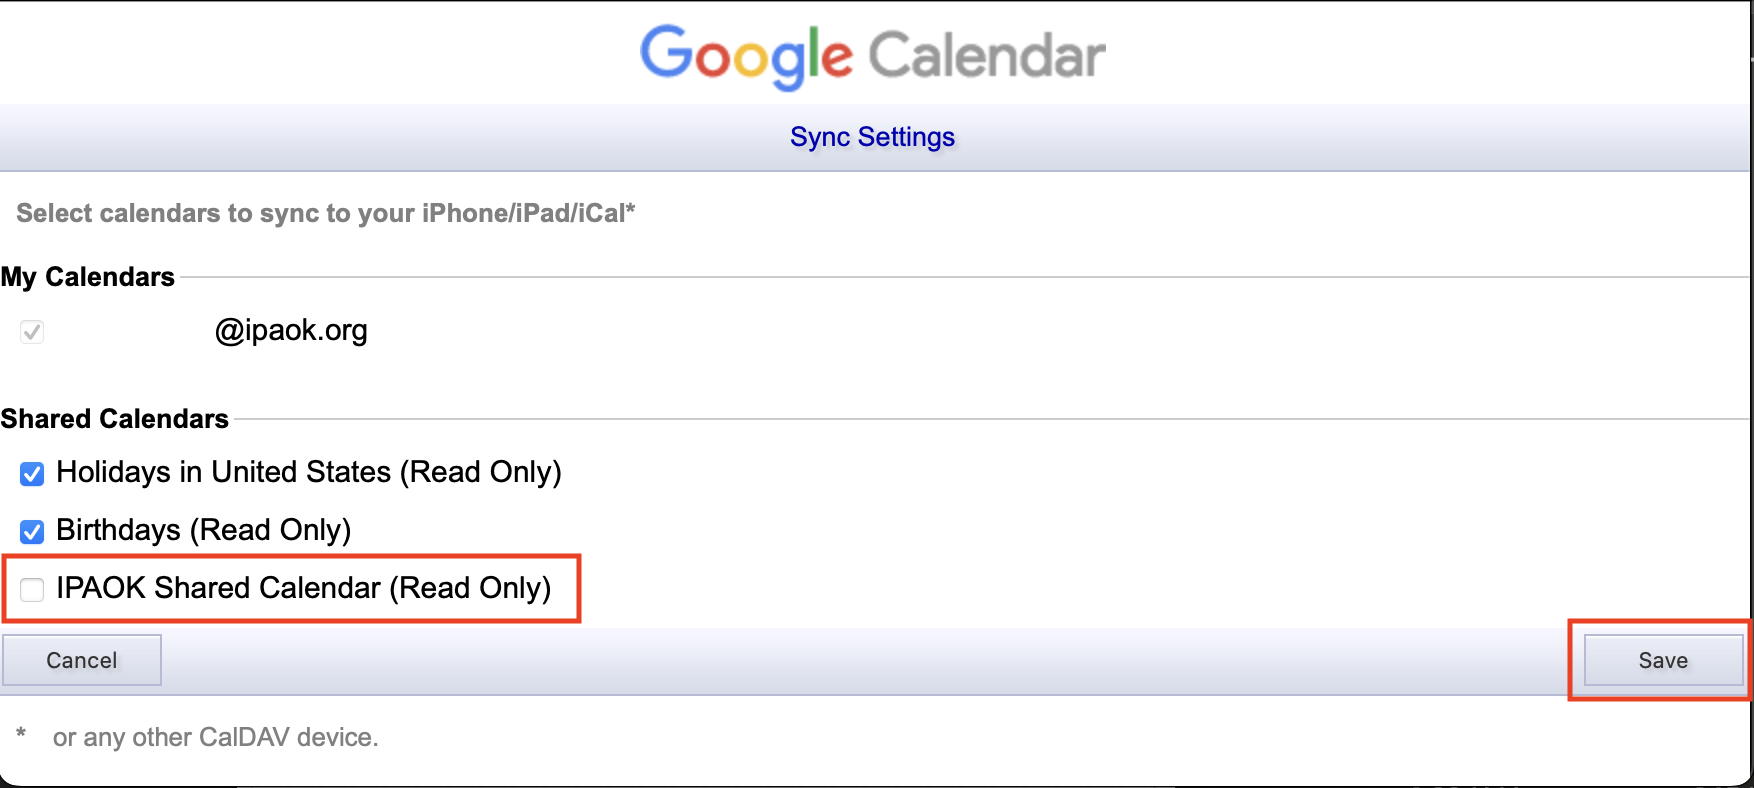 Google Calendar
Sync Settings
Select calendars to sync to your iPhone/iPad/iCal*
My Calendars
@ipaok.org
Shared Calendars
Holidays in United States (Read Only)
Birthdays (Read Only)
IPAOK Shared Calendar (Read Only)
Cancel
Save
* or any other CalDAV device.